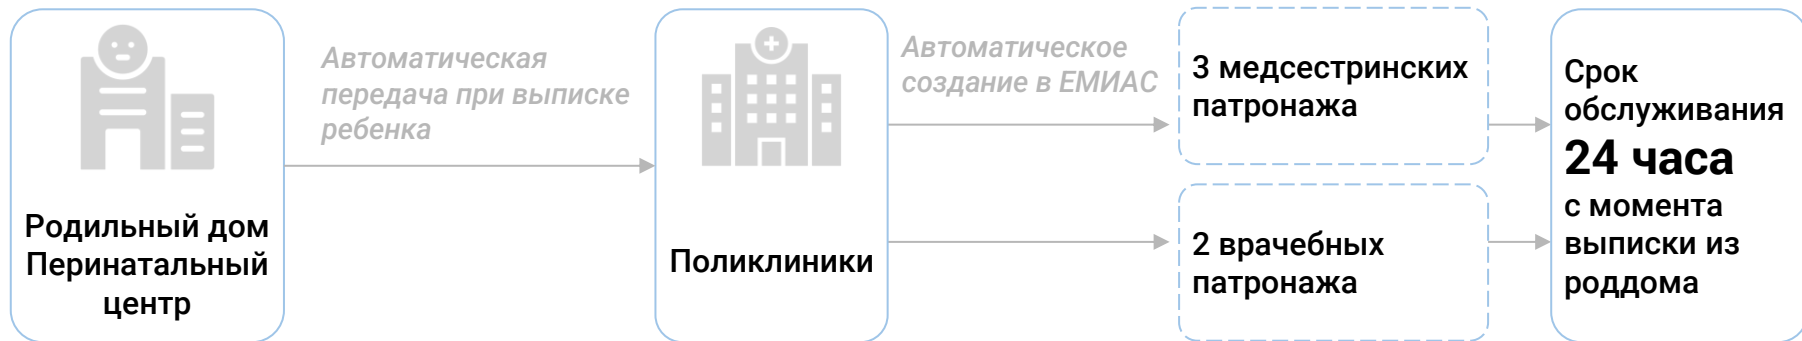 Родильный дом
Перинатальный
центр
Автоматическая
передача при выписке
ребенка
Поликлиники
Автоматическое
создание в ЕМИАС
3 медсестринских
патронажа
2 врачебных
патронажа
Срок
обслуживания
24 часа
с момента
выписки из
роддома